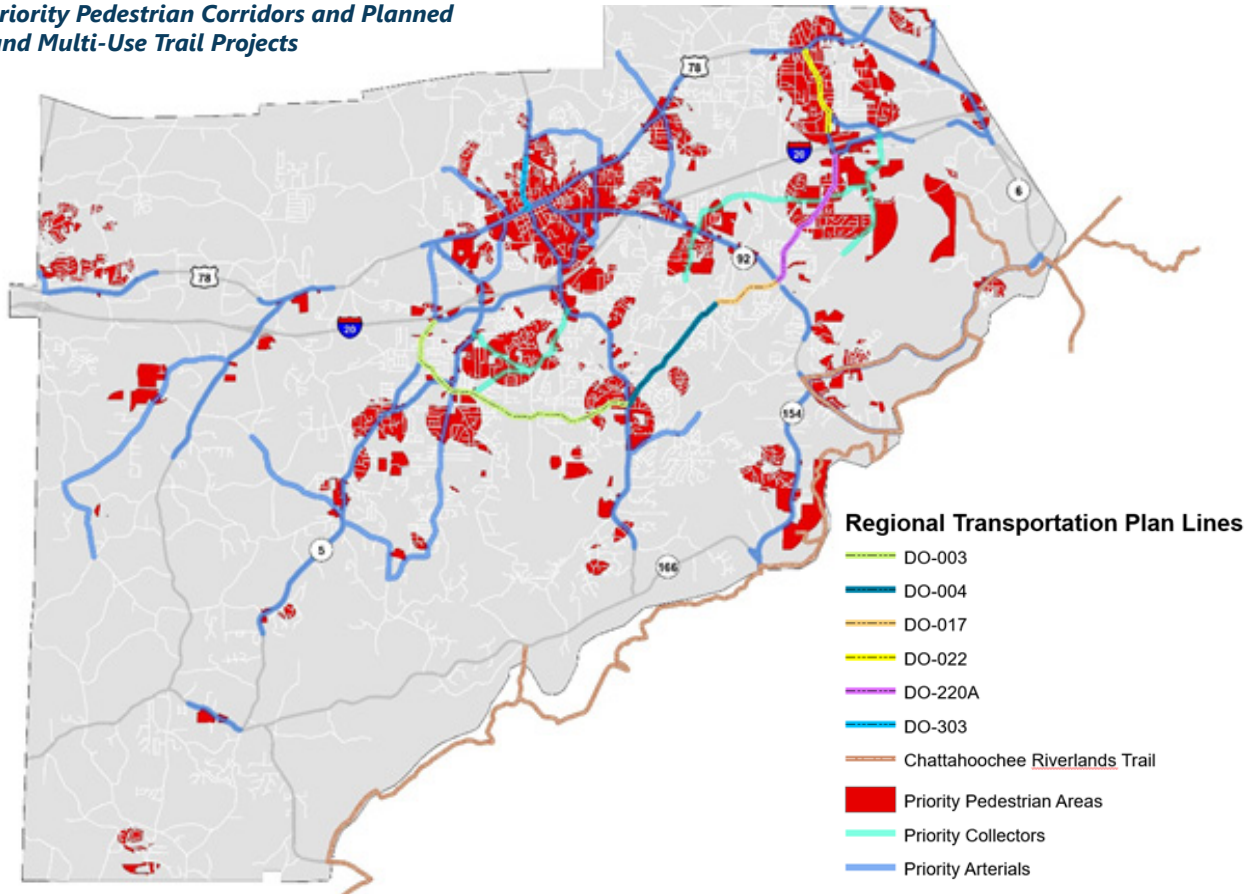 riority Pedestrian Corridors and Planned
nd Multi-Use Trail Projects
78
20
6
92
78
20
154
5
166
Regional Transportation Plan Lines
DO-003
DO-004
DO-017
DO-022
DO-220A
DO-303
Chattahoochee Riverlands Trail
Priority Pedestrian Areas
Priority Collectors
Priority Arterials